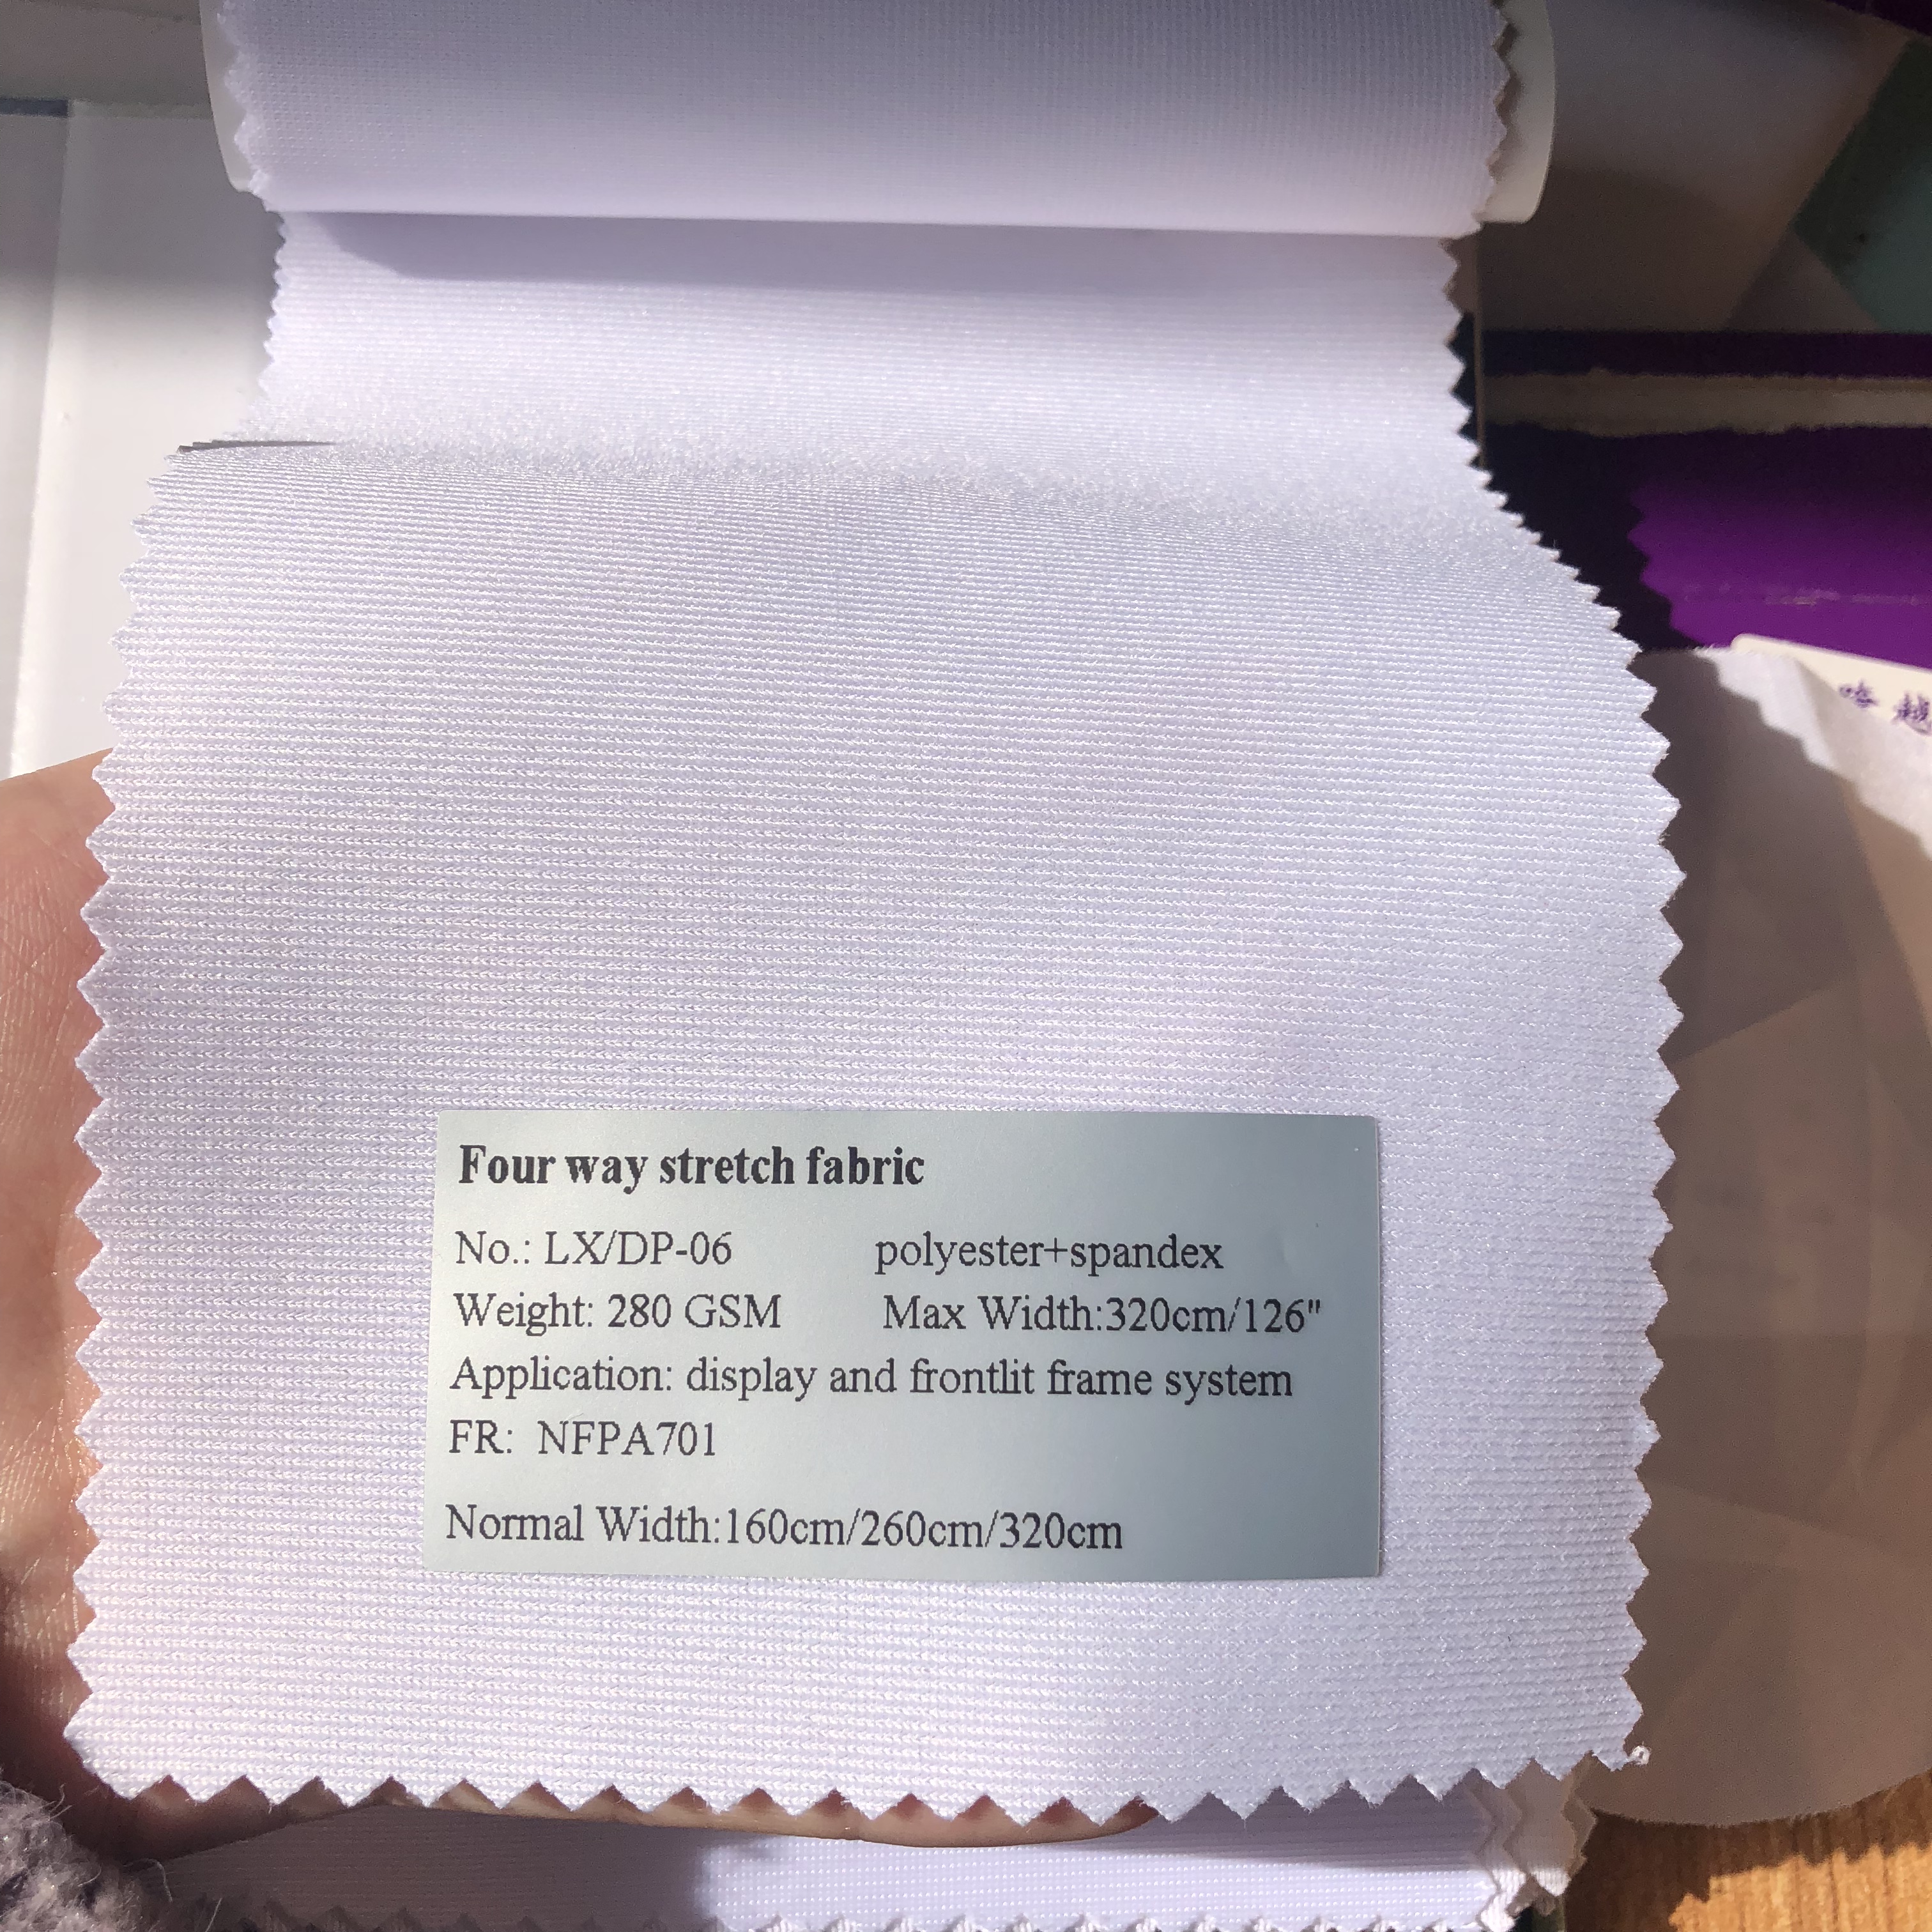 Four way stretch fabric
No.: LX/DP-06 polyester+spandex
Weight: 280 GSM Max Width:320cm/126"
Application: display and frontlit frame system
FR: NFPA701
Normal Width:160cm/260cm/320cm